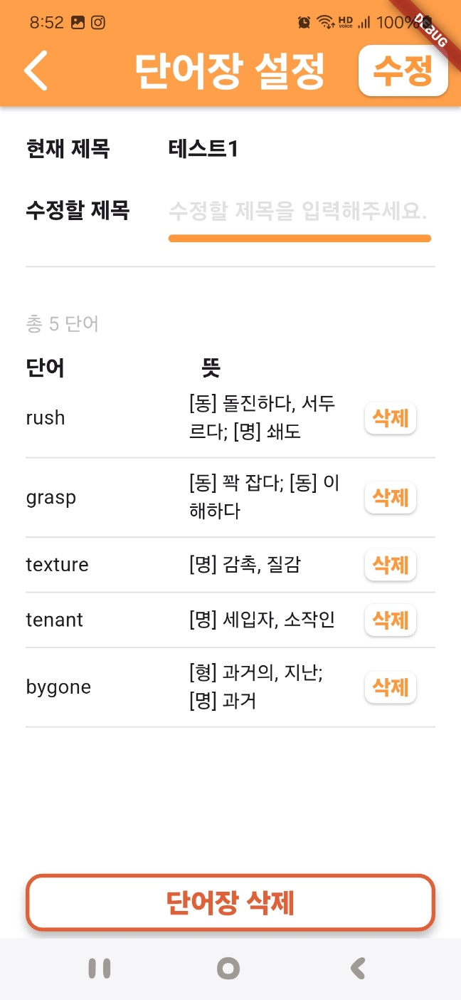 8:52 HD voice 100%
DEBUG
단어장 설정 수정
현재 제목 테스트1
수정할 제목 수정할 제목을 입력해주세요.
총 5 단어
단어 뜻
rush [동] 돌진하다, 서두
르다; [명] 쇄도 삭제
grasp [동] 꽉 잡다; [동] 이
해하다 삭제
texture [명] 감촉, 질감 삭제
tenant [명] 세입자, 소작인 삭제
bygone [형] 과거의, 지난;
[명] 과거 삭제
단어장 삭제